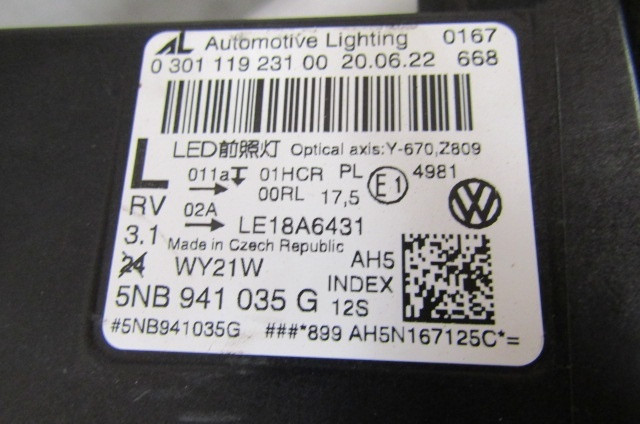 AL Automotive Lighting 0167
0 301 119 231 00 20.06.22 668
L LED前照灯 Optical axis:Y-670,Z809
011a 01HCR PL E1 4981
00RL 17,5
RV 02A LE18A6431
3.1 Made in Czech Republic
24 WY21W AH5
INDEX
5NB 941 035 G 12S
#5NB941035G ###*899 AH5N167125C*=